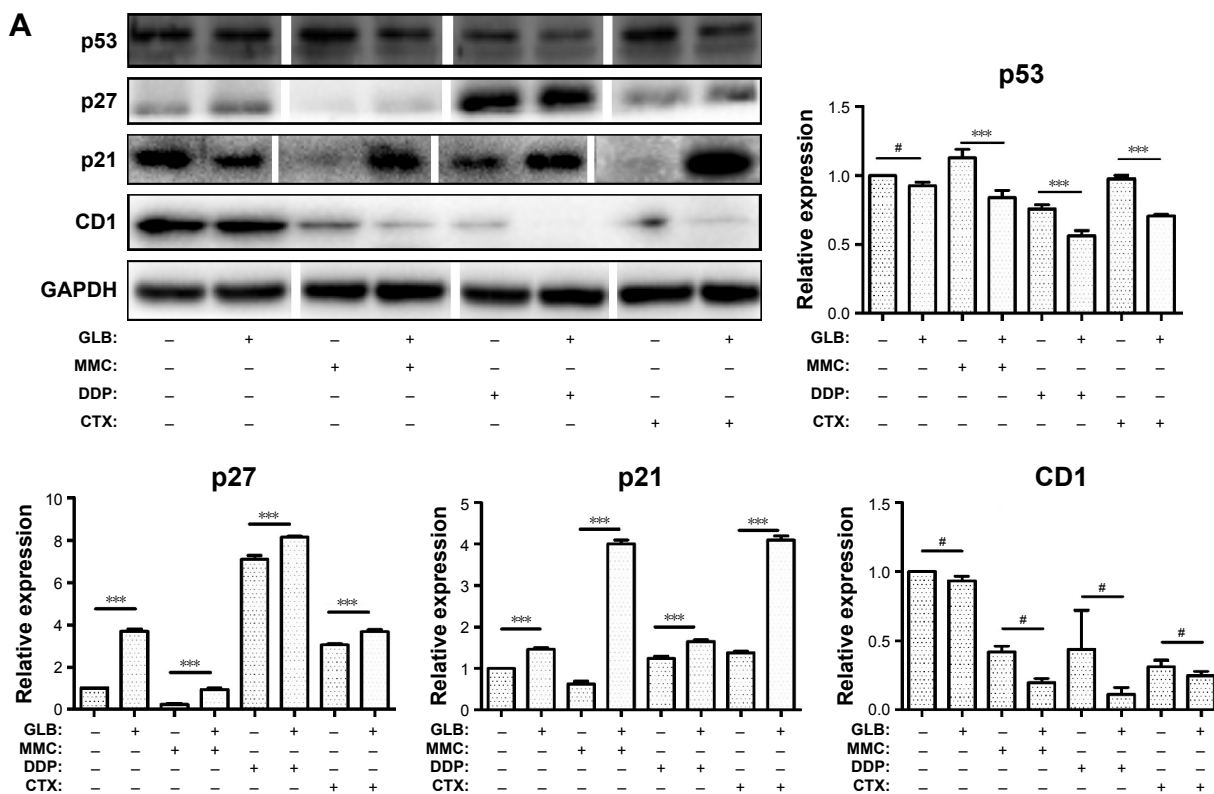 A
p53
p27
p21
CD1
GAPDH
GLB: – + – + – + – +
MMC: – – + + – – – –
DDP: – – – – + + – –
CTX: – – – – – – + +
p53
Relative expression
1.5
1.0
0.5
0.0
# *** *** ***
GLB: – + – + – + – +
MMC: – – + + – – – –
DDP: – – – – + + – –
CTX: – – – – – – + +
p27
Relative expression
10
8
6
4
2
0
*** *** *** ***
GLB: – + – + – + – +
MMC: – – + + – – – –
DDP: – – – – + + – –
CTX: – – – – – – + +
p21
Relative expression
5
4
3
2
1
0
*** *** *** ***
GLB: – + – + – + – +
MMC: – – + + – – – –
DDP: – – – – + + – –
CTX: – – – – – – + +
CD1
Relative expression
1.5
1.0
0.5
0.0
# # # #
GLB: – + – + – + – +
MMC: – – + + – – – –
DDP: – – – – + + – –
CTX: – – – – – – + +